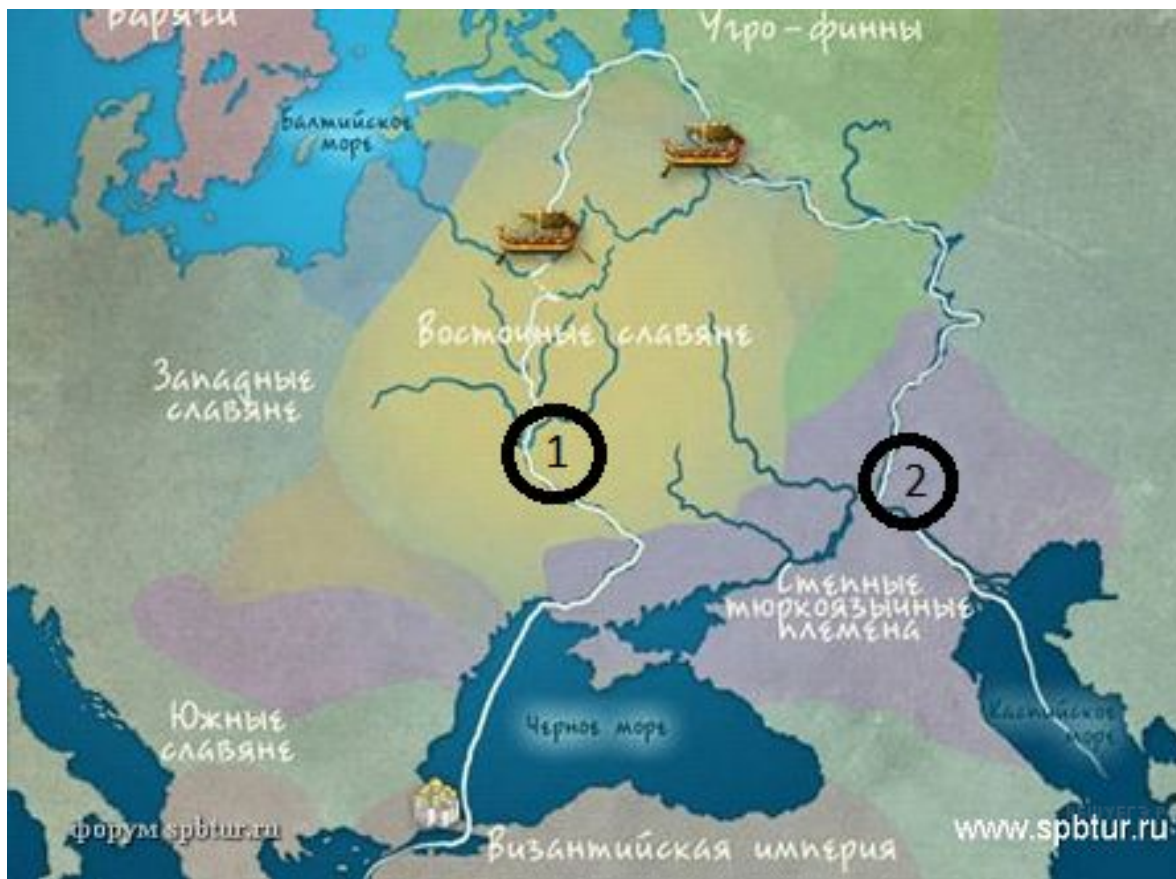 Варяги
Угро-финны
Балтийское
море
Восточные славяне
Западные
славяне
1
2
Степные
тюркоязычные
племена
Южные
славяне
Черное море
Каспийское
море
форум spbtur.ru
www.spbtur.ru
Византийская империя